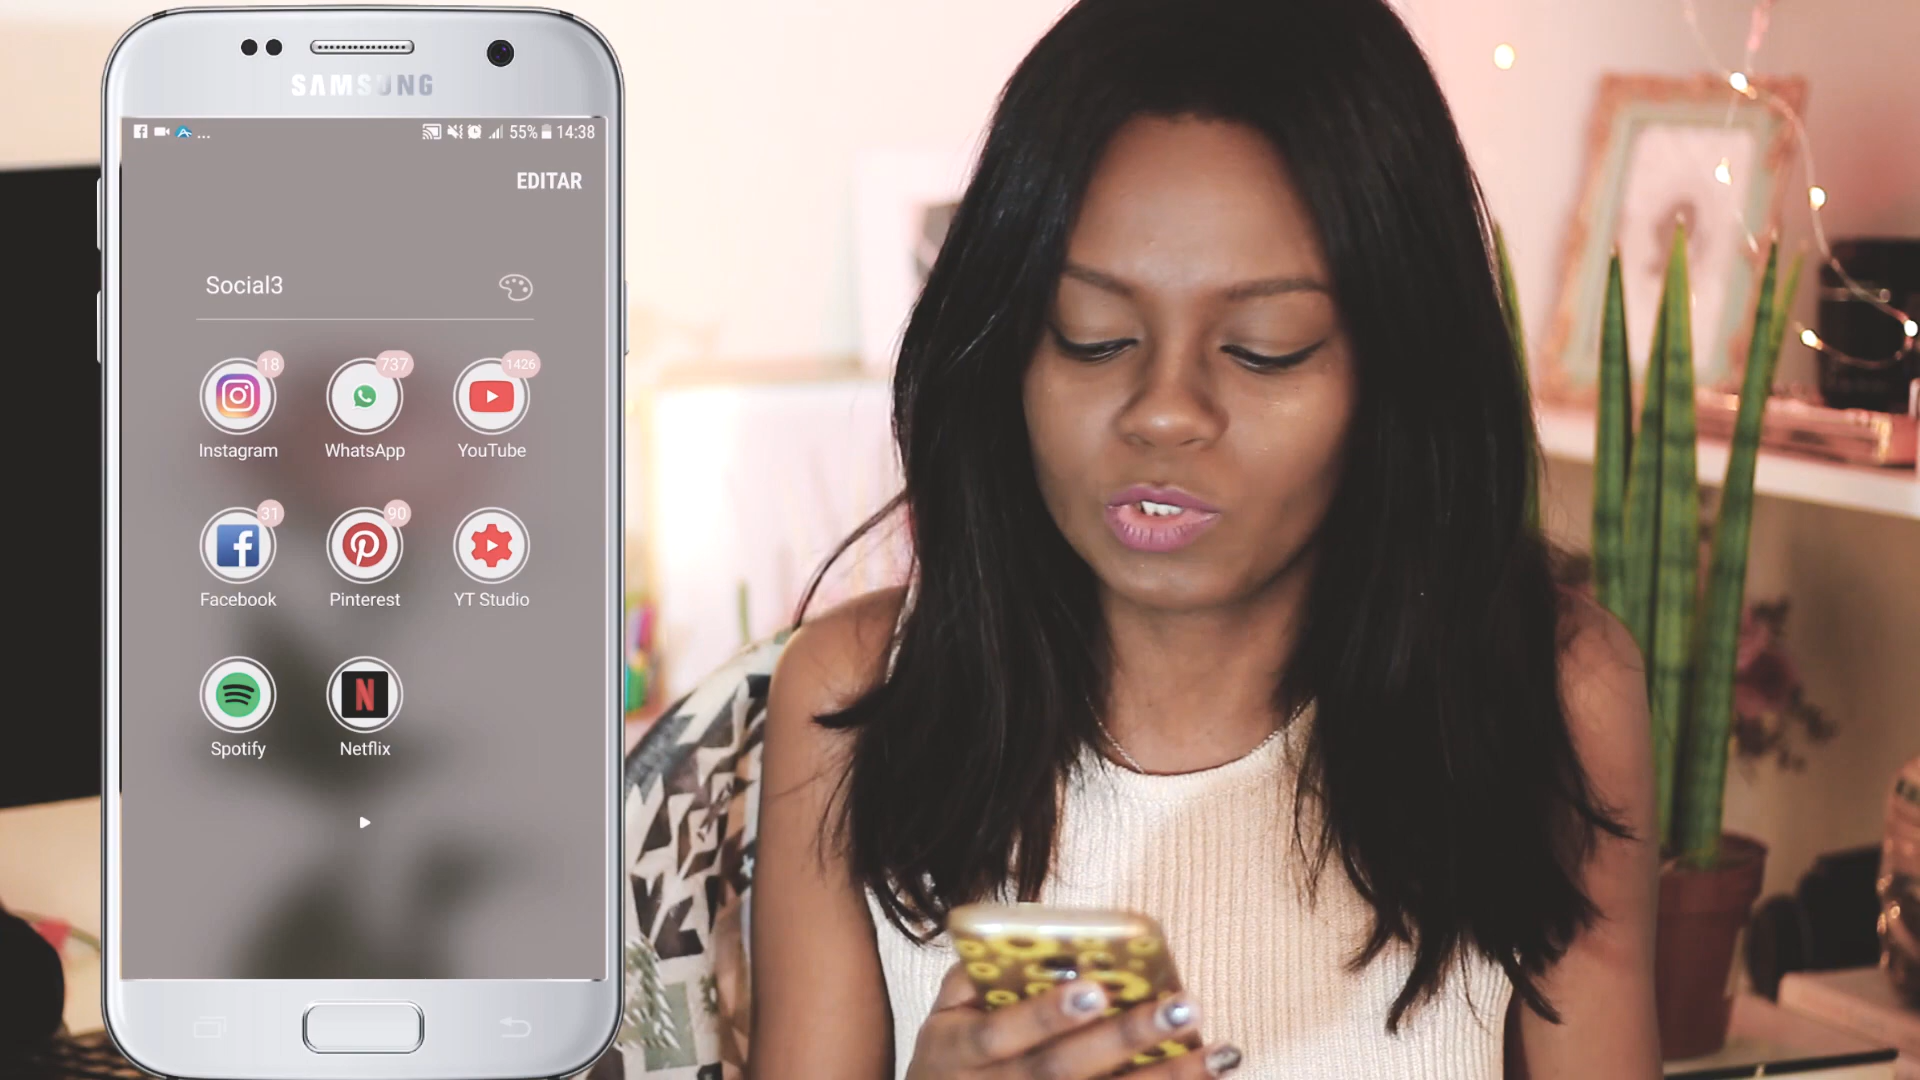 SAMSUNG
... 55% 14:38
EDITAR
Social3
18 737 1426
Instagram WhatsApp YouTube
31 90
Facebook Pinterest YT Studio
N
Spotify Netflix